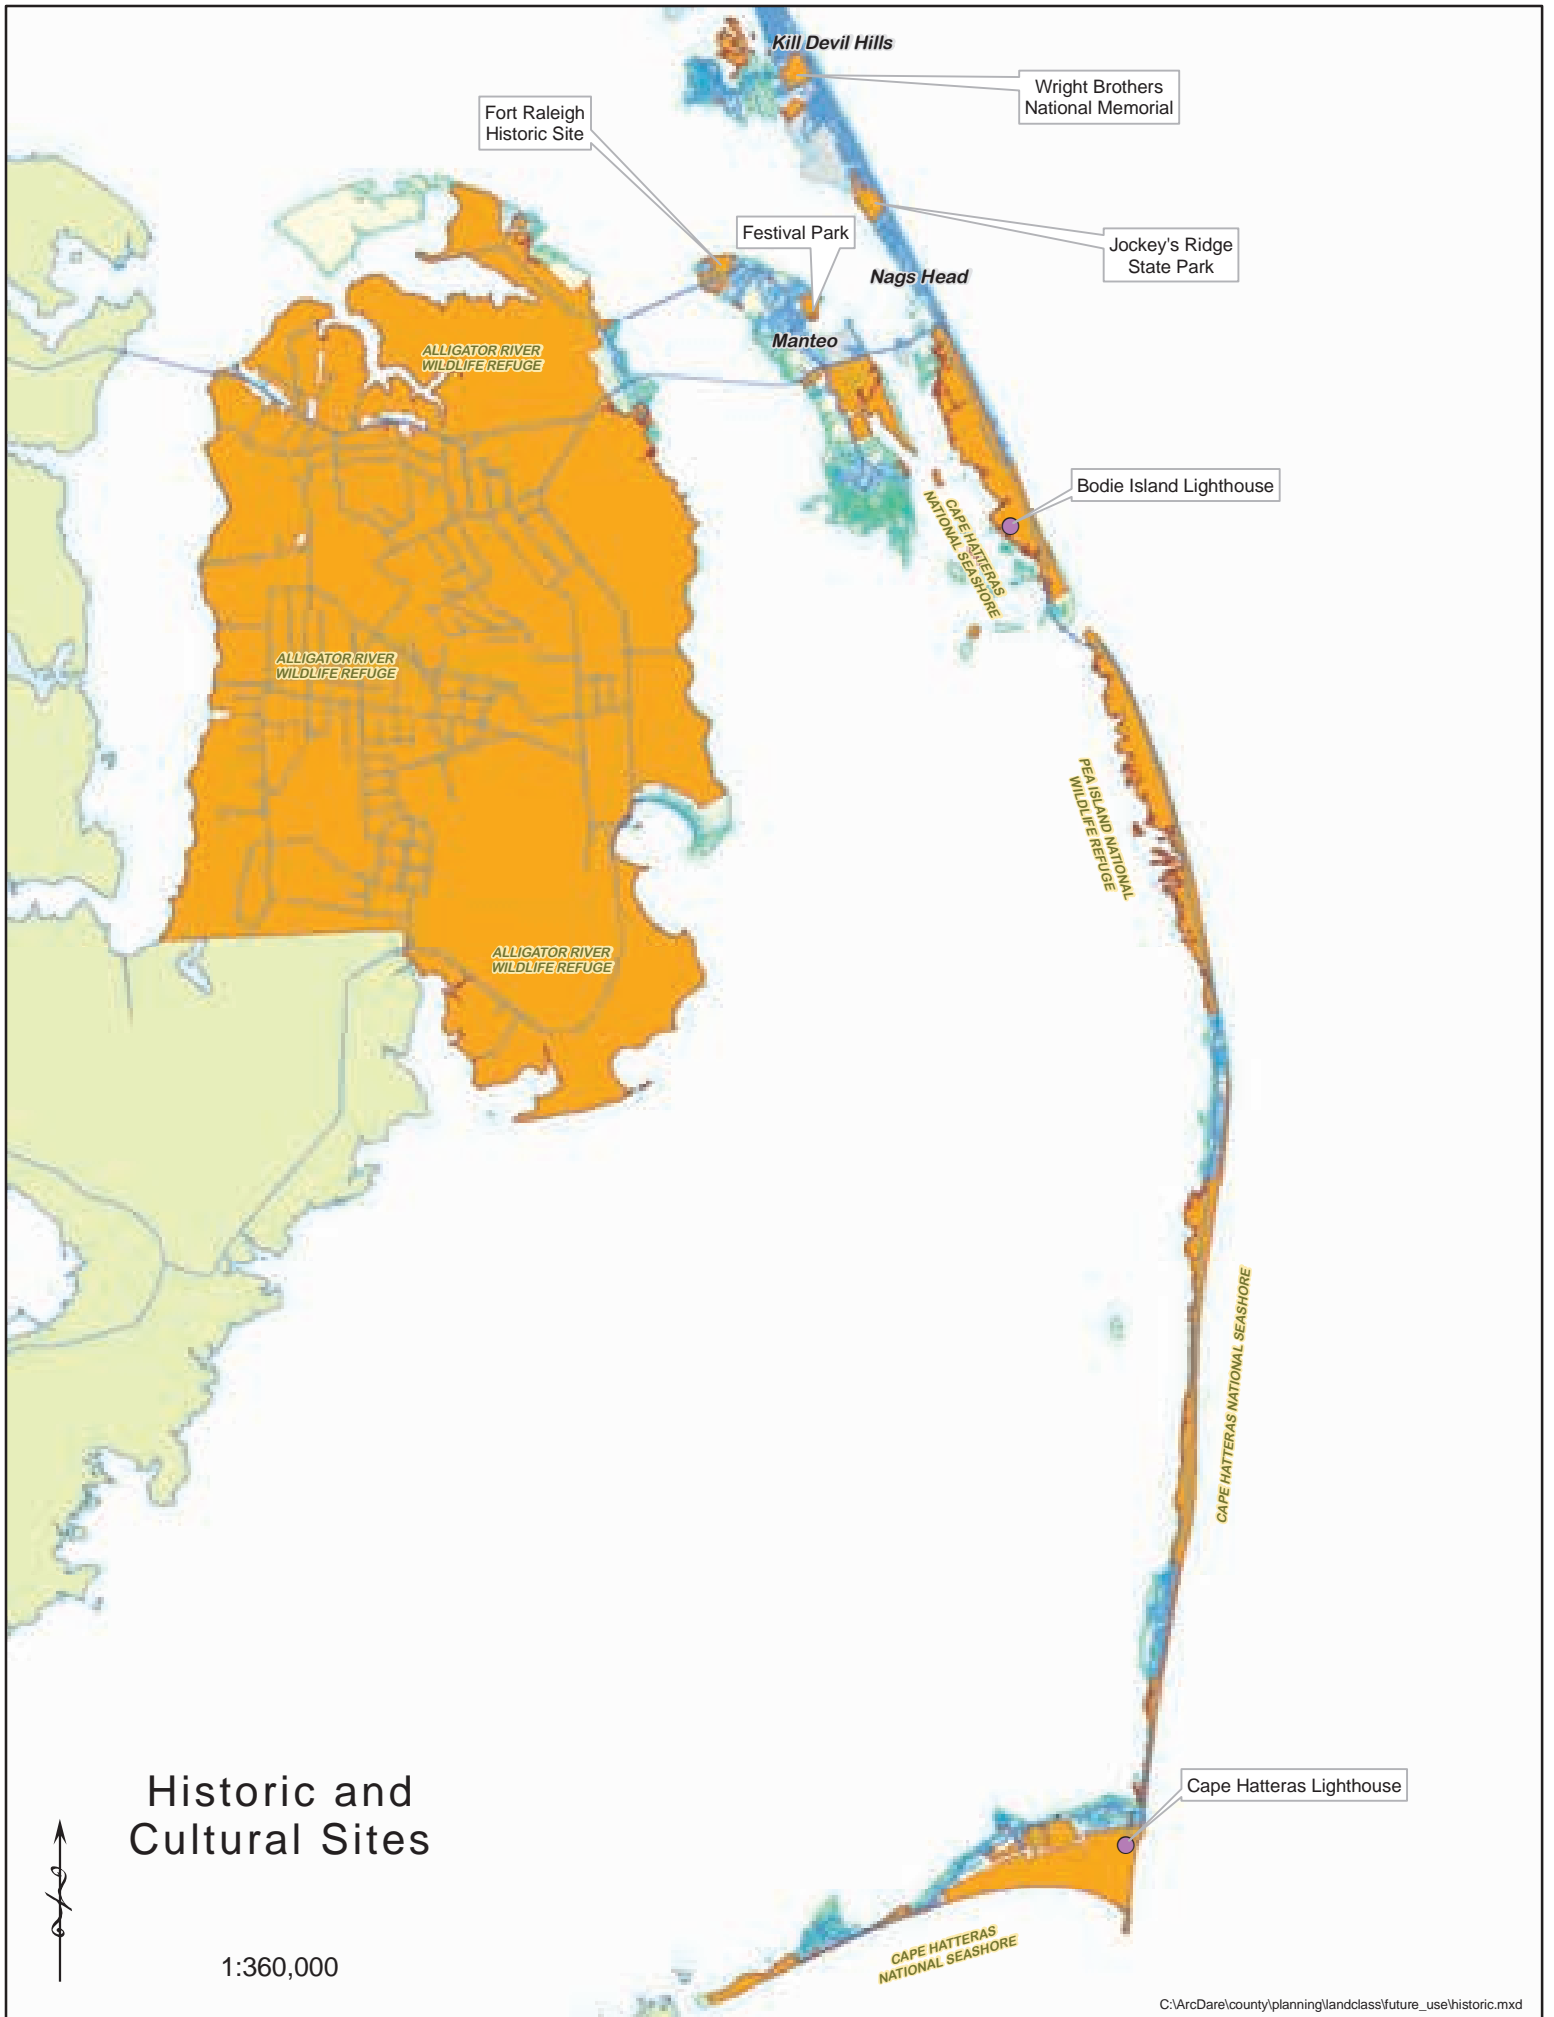 Kill Devil Hills
Wright Brothers
National Memorial
Fort Raleigh
Historic Site
Festival Park
Jockey's Ridge
State Park
Nags Head
Manteo
ALLIGATOR RIVER
WILDLIFE REFUGE
Bodie Island Lighthouse
CAPE HATTERAS
NATIONAL SEASHORE
ALLIGATOR RIVER
WILDLIFE REFUGE
PEA ISLAND NATIONAL
WILDLIFE REFUGE
ALLIGATOR RIVER
WILDLIFE REFUGE
CAPE HATTERAS NATIONAL SEASHORE
Historic and
Cultural Sites
Cape Hatteras Lighthouse
CAPE HATTERAS
NATIONAL SEASHORE
1:360,000
C:\ArcDare\county\planning\landclass\future_use\historic.mxd